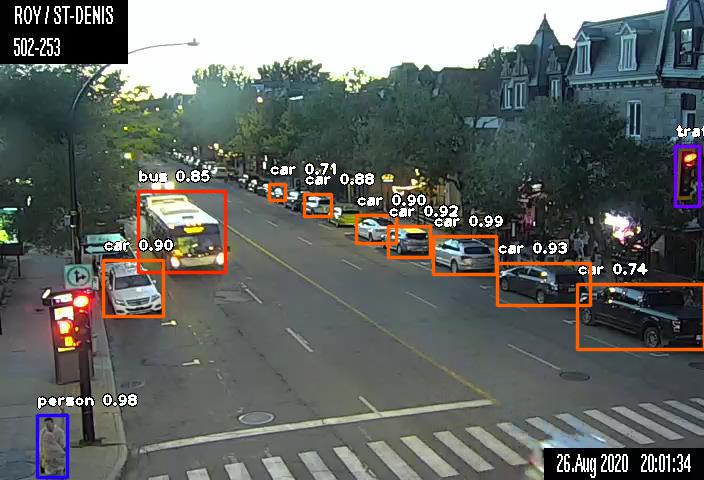 ROY / ST-DENIS
502-253
traf
car 0.71
car 0.88
bus 0.85
car 0.90
car 0.92
car 0.99
car 0.90
car 0.93
car 0.74
person 0.98
26.Aug 2020 20:01:34